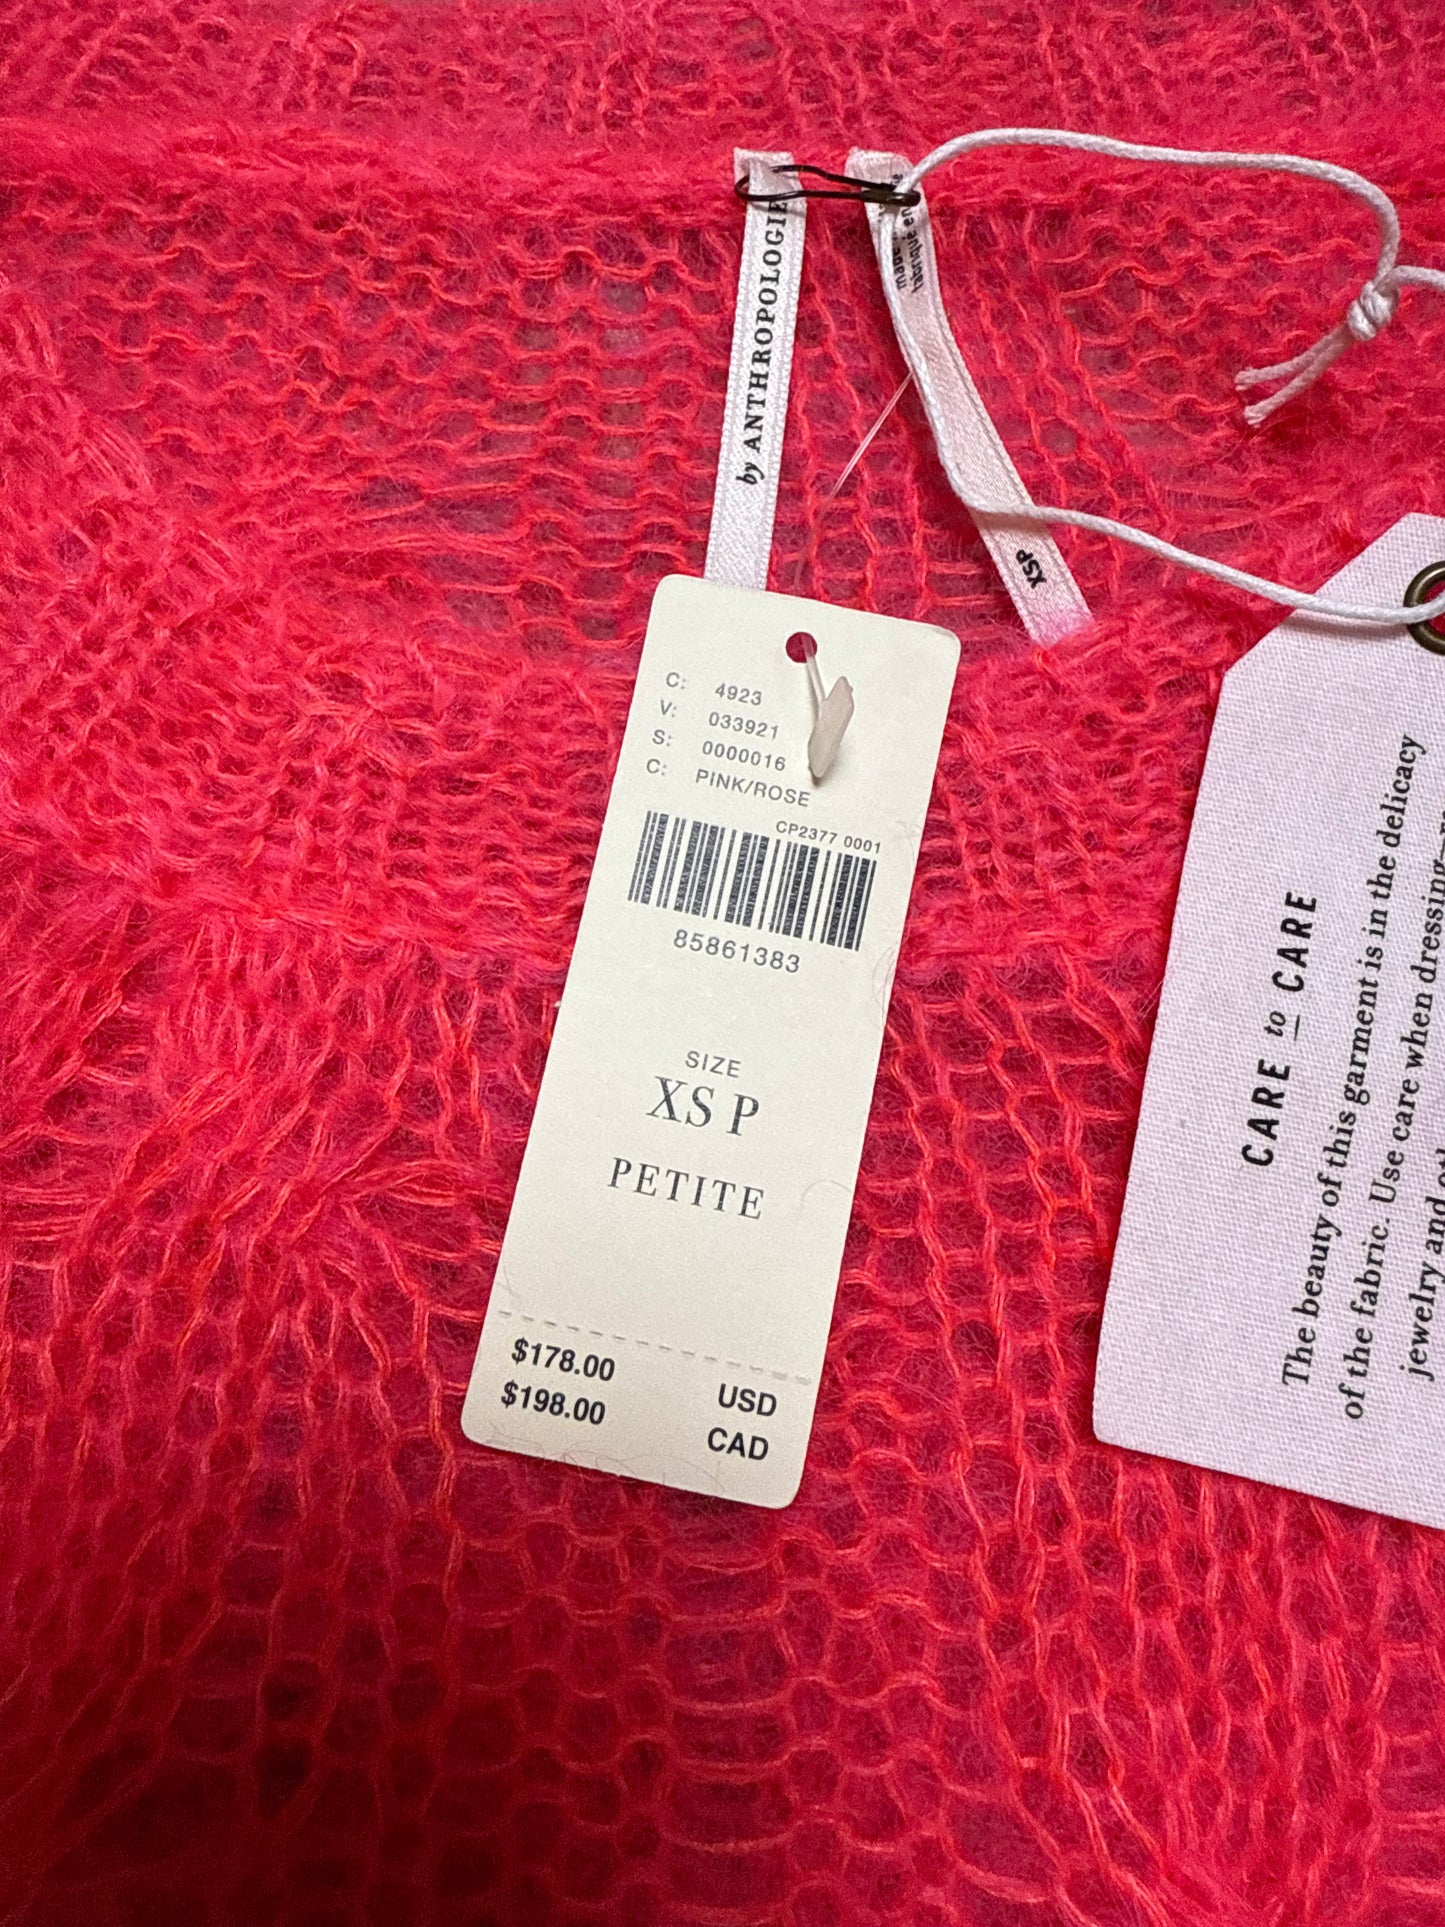 by ANTHROPOLOGIE
XSP
C: 4923
V: 033921
S: 0000016
C: PINK/ROSE
CP2377 0001
85861383
SIZE
XS P
PETITE
$178.00 USD
$198.00 CAD
CARE to CARE
The beauty of this garment is in the delicacy
of the fabric. Use care when dressing
jewelry and